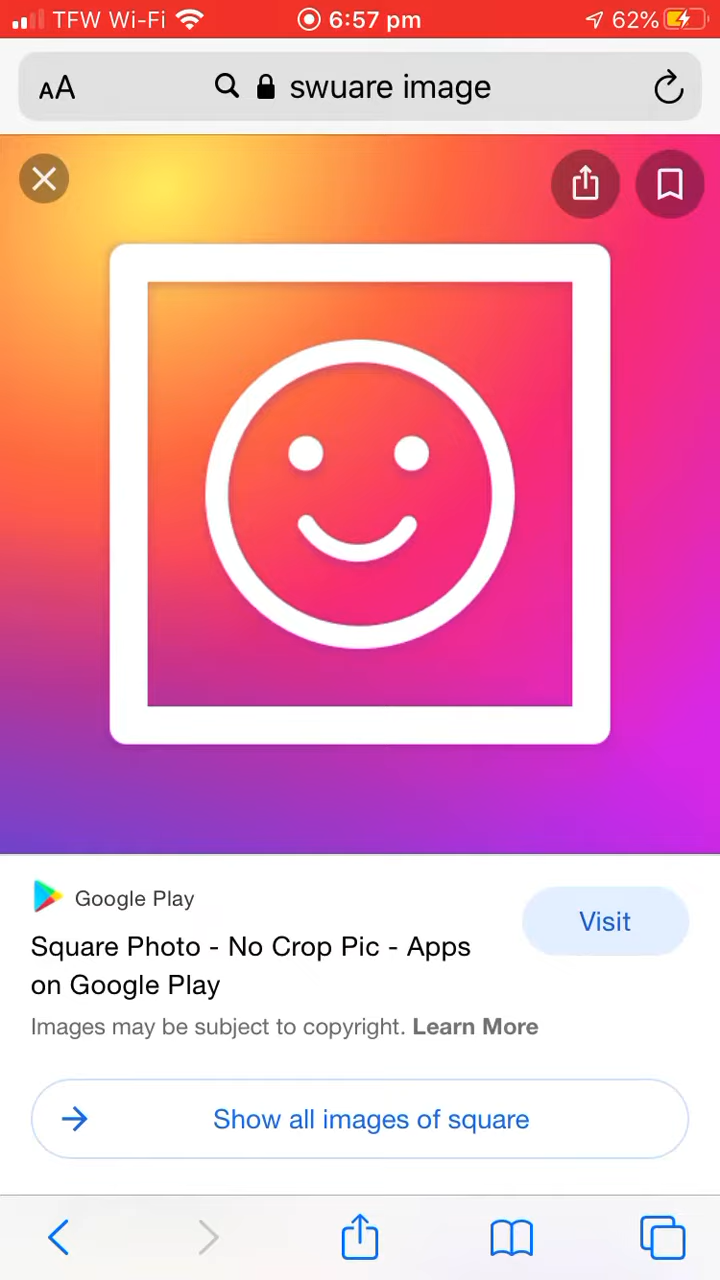 TFW Wi-Fi 6:57 pm 62%
AA swuare image
Google Play
Visit
Square Photo - No Crop Pic - Apps
on Google Play
Images may be subject to copyright. Learn More
Show all images of square